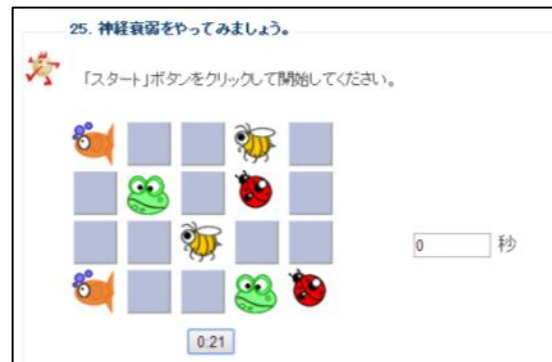 25. 神経衰弱をやってみましょう。
「スタート」ボタンをクリックして開始してください。
0 秒
0:21